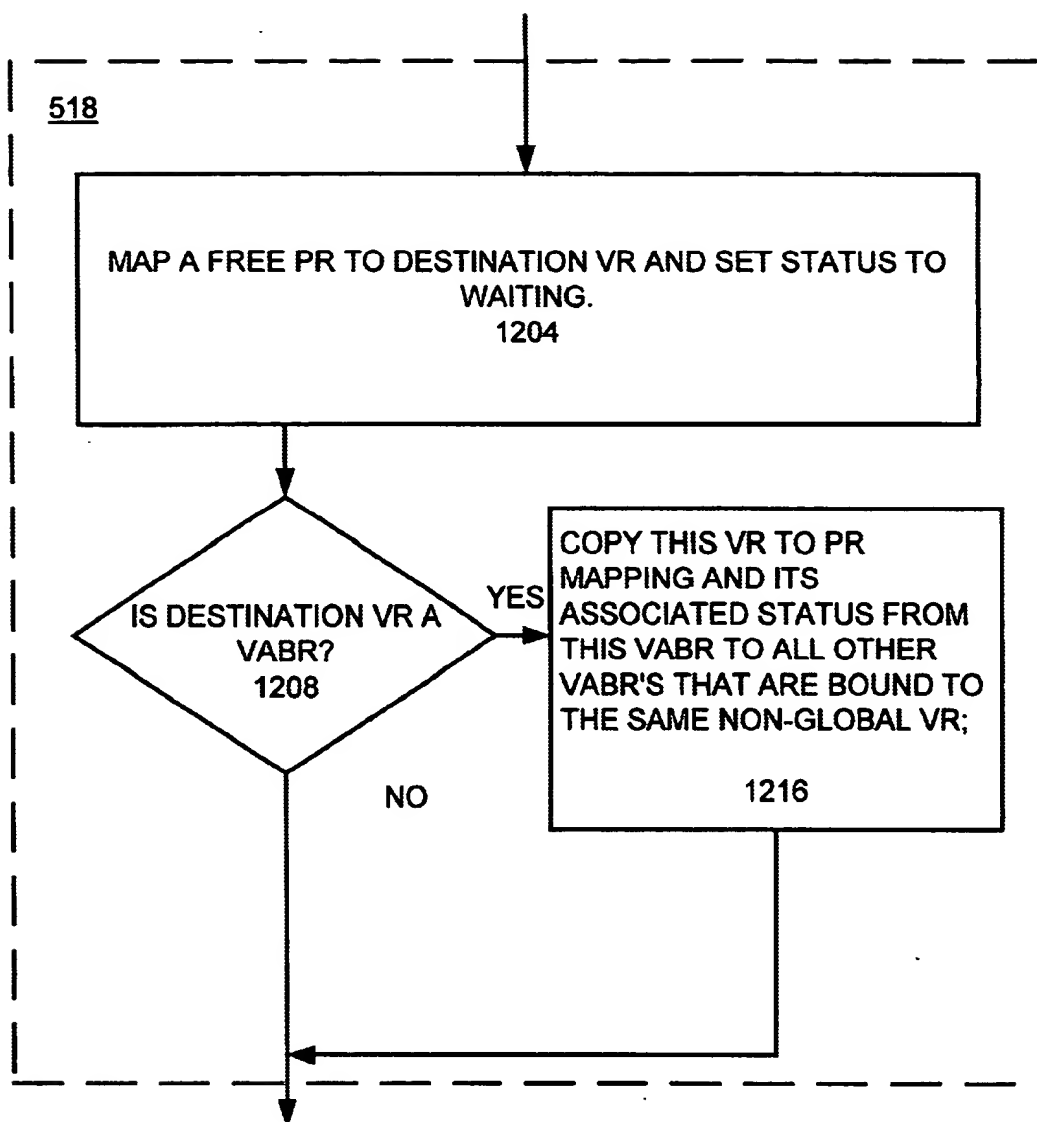 518
MAP A FREE PR TO DESTINATION VR AND SET STATUS TO
WAITING.
1204
IS DESTINATION VR A
VABR?
1208
YES
NO
COPY THIS VR TO PR
MAPPING AND ITS
ASSOCIATED STATUS FROM
THIS VABR TO ALL OTHER
VABR'S THAT ARE BOUND TO
THE SAME NON-GLOBAL VR;
1216